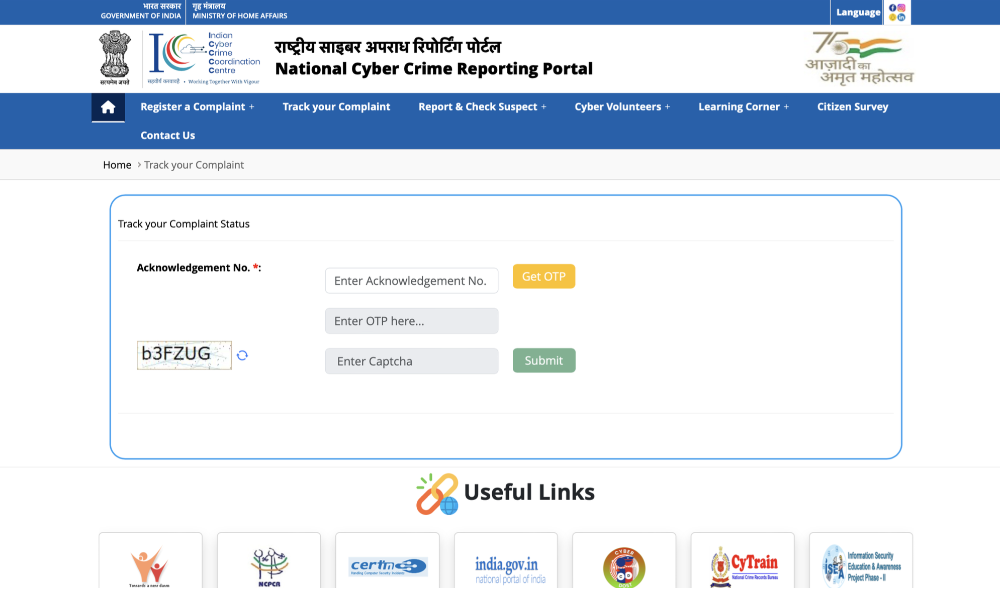 भारत सरकार
GOVERNMENT OF INDIA
गृह मंत्रालय
MINISTRY OF HOME AFFAIRS
Language
सत्यमेव जयते
Indian
Cyber
Crime
Coordination
Centre
सहवीर्यं करवावहै • Working Together With Vigour
राष्ट्रीय साइबर अपराध रिपोर्टिंग पोर्टल
National Cyber Crime Reporting Portal
75
आज़ादी का
अमृत महोत्सव
Register a Complaint +
Track your Complaint
Report & Check Suspect +
Cyber Volunteers +
Learning Corner +
Citizen Survey
Contact Us
Home > Track your Complaint
Track your Complaint Status
Acknowledgement No. *:
Enter Acknowledgement No.
Get OTP
Enter OTP here...
b3FZUG
Enter Captcha
Submit
Useful Links
Towards a new dawn
NCPCR
certin
Handling Computer Security Incidents
india.gov.in
national portal of india
CYBER
DOST
CyTrain
National Crime Records Bureau
ISEA
Information Security
Education & Awareness
Project Phase - II